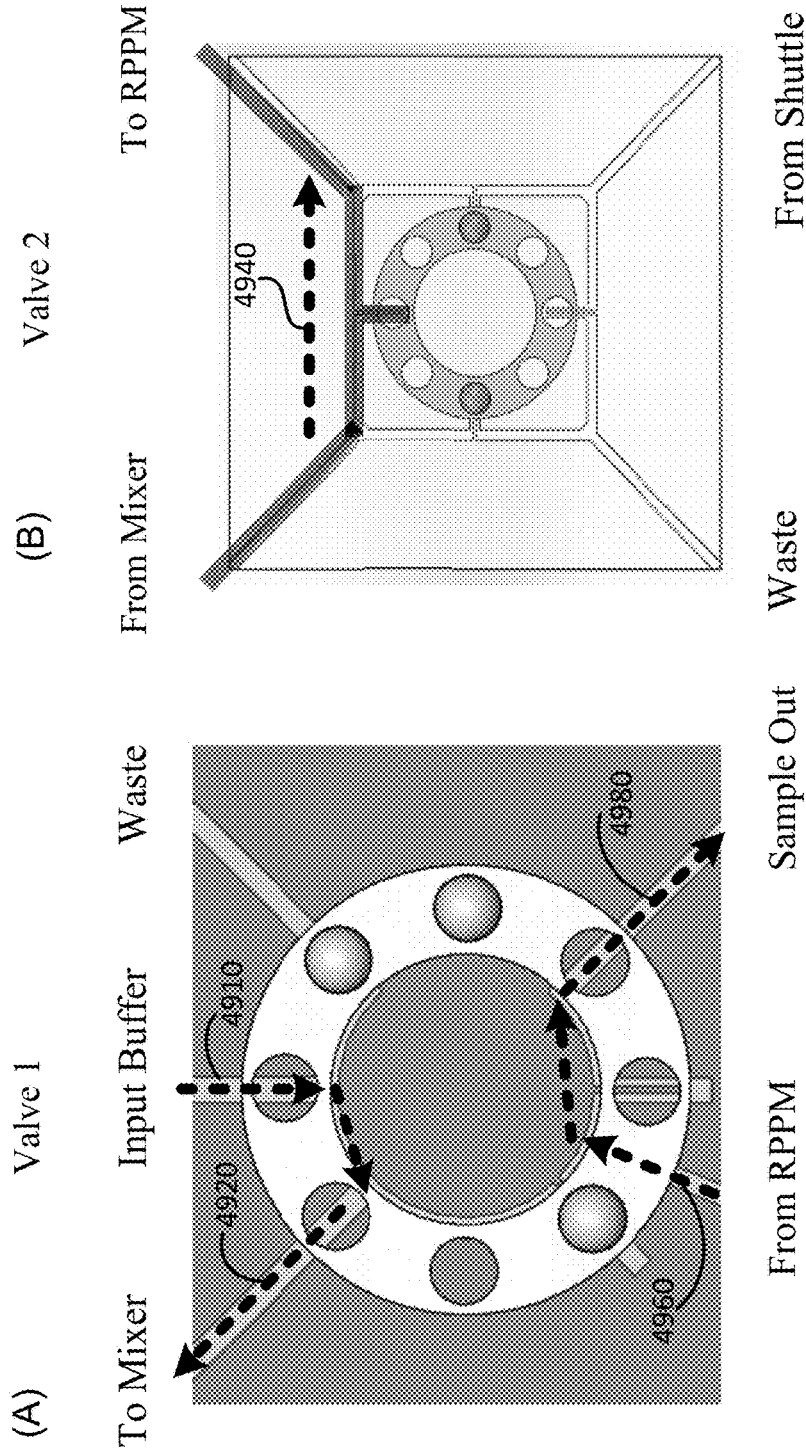 (A)
Valve 1
To Mixer
Input Buffer
Waste
4920
4910
4980
4960
From RPPM
Sample Out
(B)
Valve 2
From Mixer
To RPPM
4940
Waste
From Shuttle